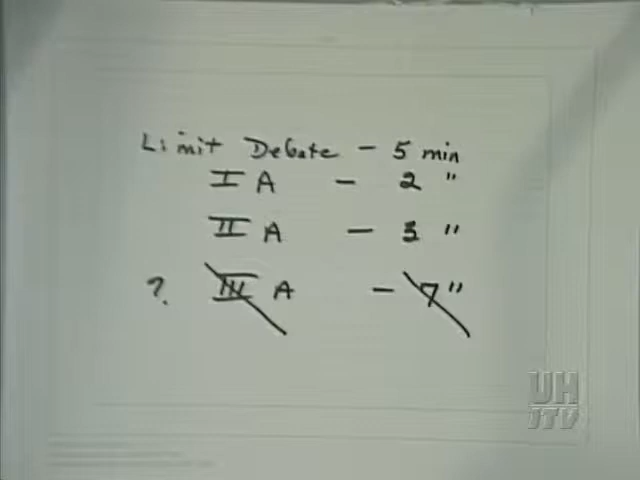 Limit Debate - 5 min
I A - 2 "
II A - 3 "
? III A - 7 "
UH
ITV